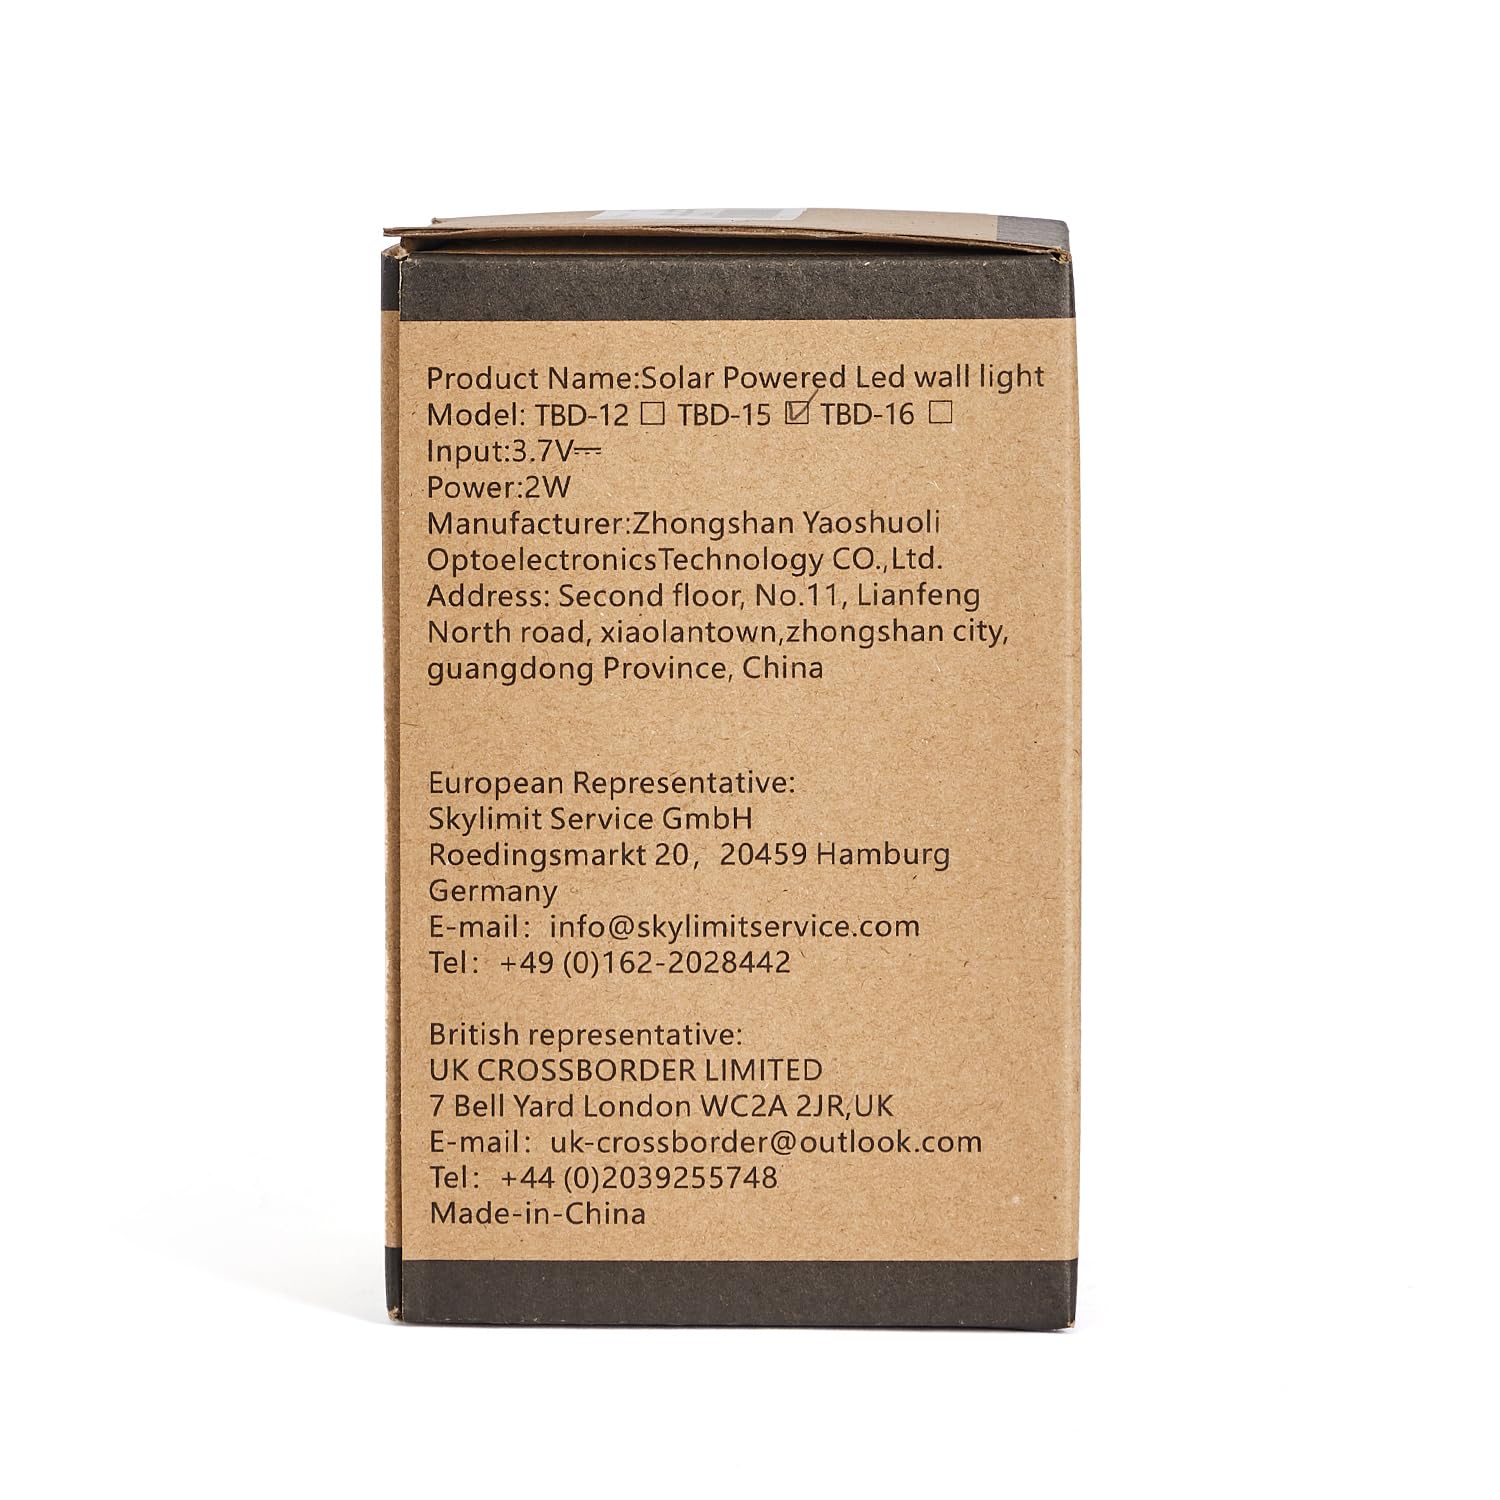 Product Name:Solar Powered Led wall light
Model: TBD-12 ☐ TBD-15 ☑ TBD-16 ☐
Input:3.7V⎓
Power:2W
Manufacturer:Zhongshan Yaoshuoli
OptoelectronicsTechnology CO.,Ltd.
Address: Second floor, No.11, Lianfeng
North road, xiaolantown,zhongshan city,
guangdong Province, China
European Representative:
Skylimit Service GmbH
Roedingsmarkt 20，20459 Hamburg
Germany
E-mail：info@skylimitservice.com
Tel：+49 (0)162-2028442
British representative:
UK CROSSBORDER LIMITED
7 Bell Yard London WC2A 2JR,UK
E-mail：uk-crossborder@outlook.com
Tel：+44 (0)2039255748
Made-in-China